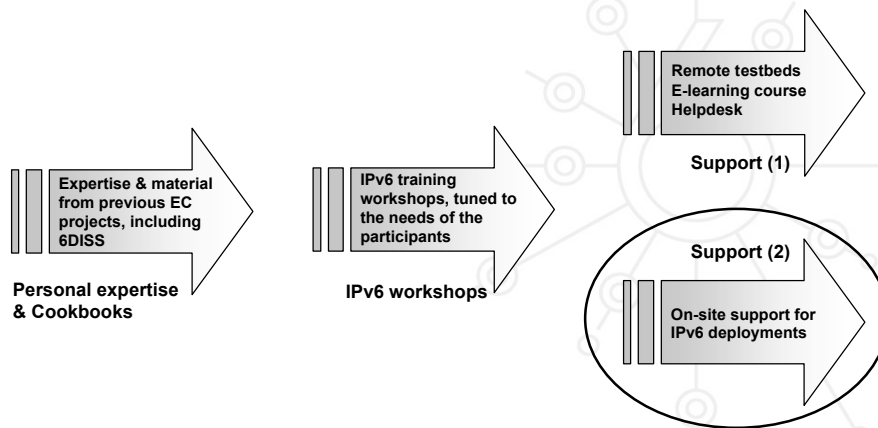 Expertise & material
from previous EC
projects, including
6DISS
Personal expertise
& Cookbooks
IPv6 training
workshops, tuned to
the needs of the
participants
IPv6 workshops
Remote testbeds
E-learning course
Helpdesk
Support (1)
Support (2)
On-site support for
IPv6 deployments